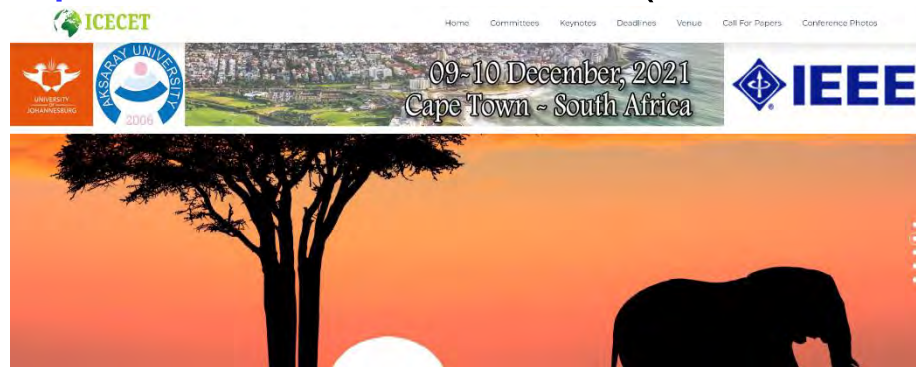 ICECET
Home Committees Keynotes Deadlines Venue Call For Papers Conference Photos
09-10 December, 2021
Cape Town ~ South Africa
UNIVERSITY
OF
JOHANNESBURG
AKSARAY UNIVERSITY
2006
IEEE